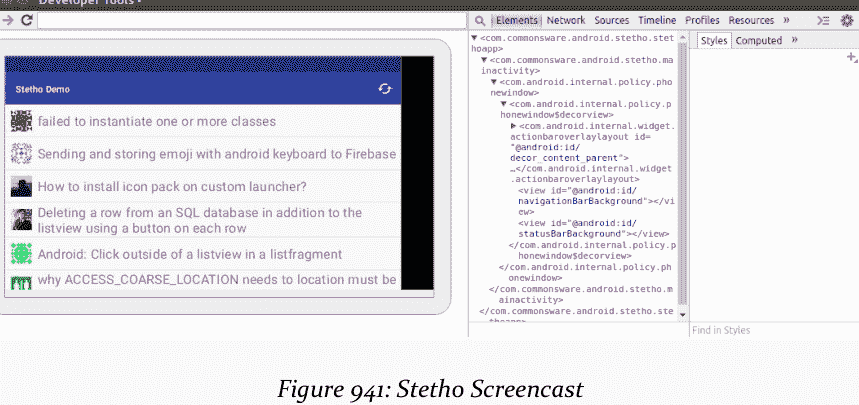 Developer Tools -
Elements Network Sources Timeline Profiles Resources »
Styles Computed »
Stetho Demo
failed to instantiate one or more classes
Sending and storing emoji with android keyboard to Firebase
How to install icon pack on custom launcher?
Deleting a row from an SQL database in addition to the
listview using a button on each row
Android: Click outside of a listview in a listfragment
why ACCESS_COARSE_LOCATION needs to location must be
▼<com.commonsware.android.stetho.stet
hoapp>
▼<com.commonsware.android.stetho.ma
inactivity>
▼<com.android.internal.policy.pho
newindow>
▼<com.android.internal.policy.p
honewindow$decorview>
▶<com.android.internal.widget.
actionbaroverlaylayout id=
"@android:id/
decor_content_parent">
…</com.android.internal.widget
.actionbaroverlaylayout>
<view id="@android:id/
navigationBarBackground"></vi
ew>
<view id="@android:id/
statusBarBackground"></view>
</com.android.internal.policy.p
honewindow$decorview>
</com.android.internal.policy.pho
newindow>
</com.commonsware.android.stetho.ma
inactivity>
</com.commonsware.android.stetho.ste
thoapp>
Find in Styles
Figure 941: Stetho Screencast